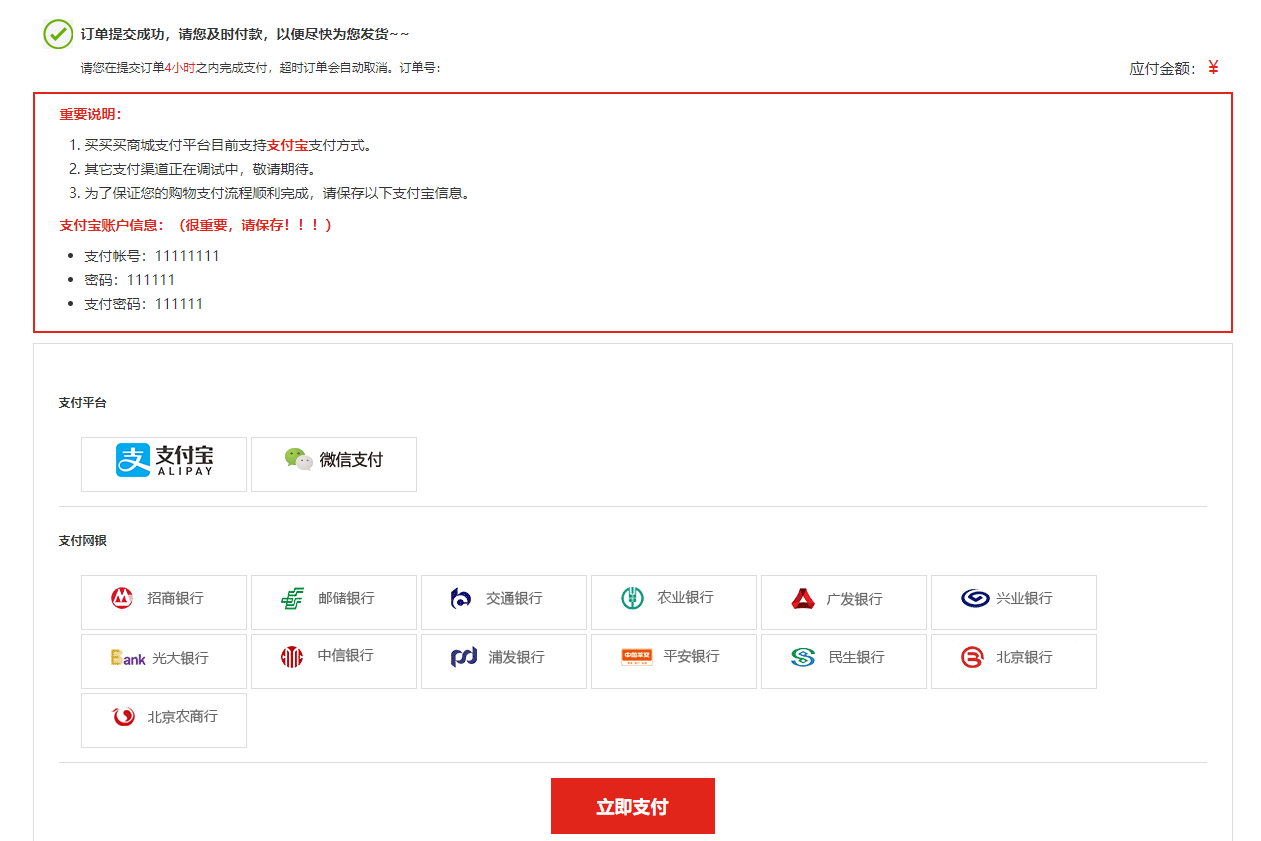 订单提交成功，请您及时付款，以便尽快为您发货~~
请您在提交订单4小时之内完成支付，超时订单会自动取消。订单号：
应付金额：￥
重要说明：
1. 买买买商城支付平台目前支持支付宝支付方式。
2. 其它支付渠道正在调试中，敬请期待。
3. 为了保证您的购物支付流程顺利完成，请保存以下支付宝信息。
支付宝账户信息：（很重要，请保存！！！）
支付帐号：11111111
密码：111111
支付密码：111111
支付平台
支付宝 ALIPAY
微信支付
支付网银
招商银行
邮储银行
交通银行
农业银行
广发银行
兴业银行
Bank 光大银行
中信银行
浦发银行
中国平安 平安银行
民生银行
北京银行
北京农商行
立即支付